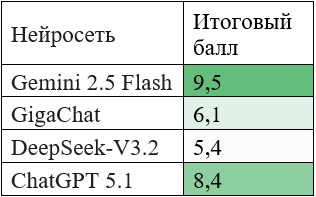 Нейросеть Итоговый
балл
Gemini 2.5 Flash 9,5
GigaChat 6,1
DeepSeek-V3.2 5,4
ChatGPT 5.1 8,4